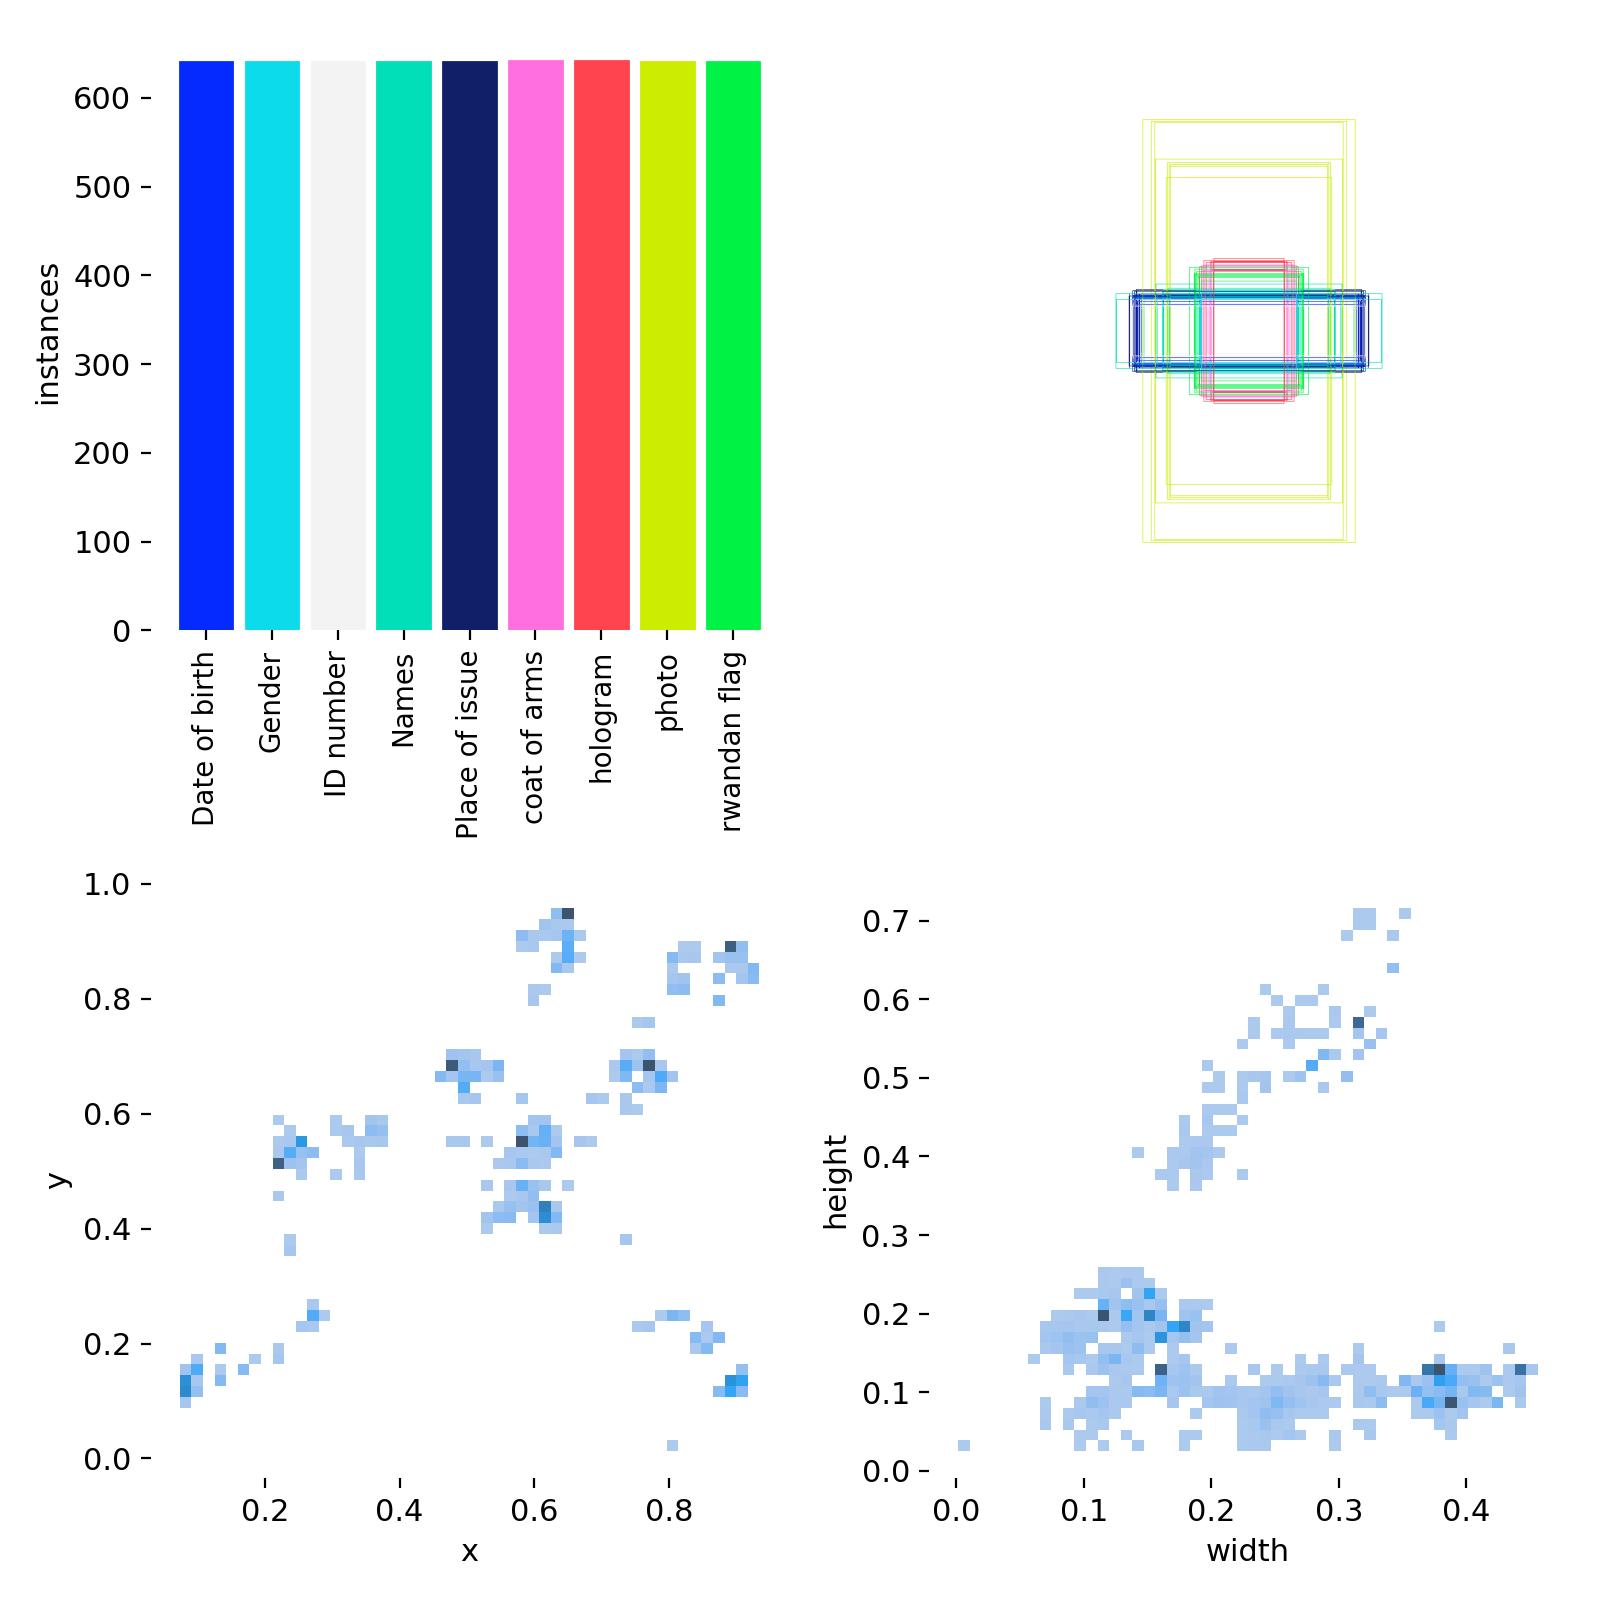 600
500
400
300
200
100
0
instances
Date of birth
Gender
ID number
Names
Place of issue
coat of arms
hologram
photo
rwandan flag
1.0
0.8
0.6
0.4
0.2
0.0
y
0.2 0.4 0.6 0.8
x
0.7
0.6
0.5
0.4
0.3
0.2
0.1
0.0
height
0.0 0.1 0.2 0.3 0.4
width